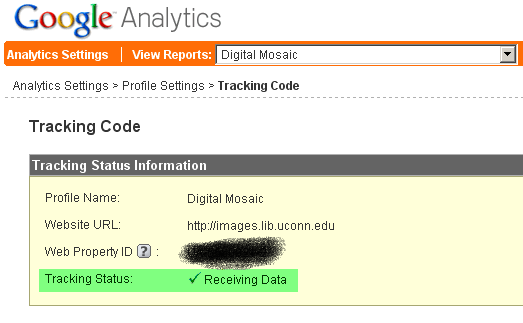 Google Analytics
Analytics Settings | View Reports: Digital Mosaic
Analytics Settings > Profile Settings > Tracking Code
Tracking Code
Tracking Status Information
Profile Name: Digital Mosaic
Website URL: http://images.lib.uconn.edu
Web Property ID ? :
Tracking Status: ✓ Receiving Data